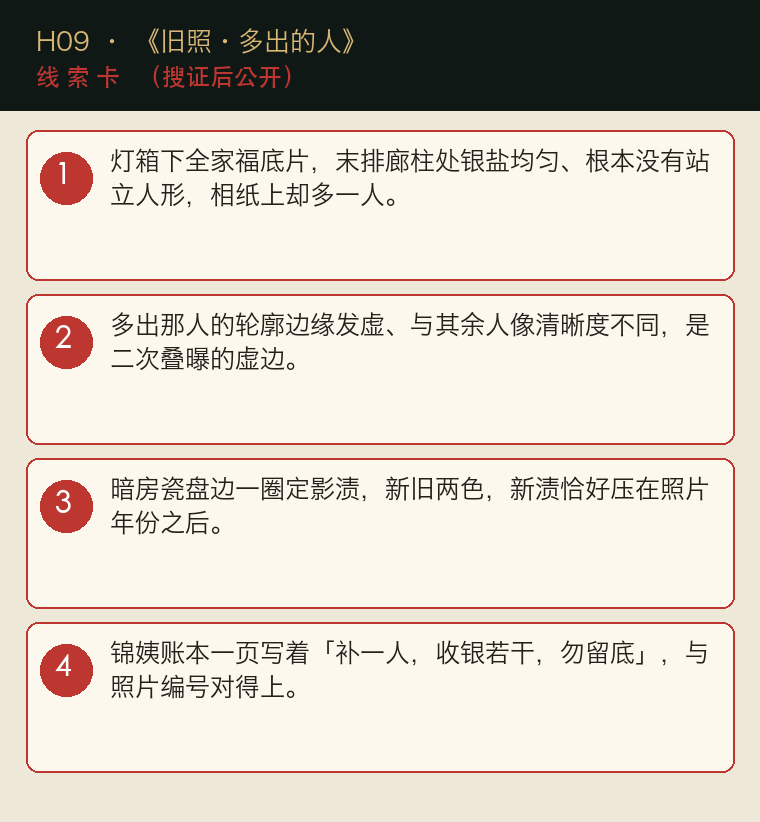 H09 · 《旧照·多出的人》
线索卡 （搜证后公开）
1
灯箱下全家福底片，末排廊柱处银盐均匀、根本没有站
立人形，相纸上却多一人。
2
多出那人的轮廓边缘发虚、与其余人像清晰度不同，是
二次叠曝的虚边。
3
暗房瓷盘边一圈定影渍，新旧两色，新渍恰好压在照片
年份之后。
4
锦姨账本一页写着「补一人，收银若干，勿留底」，与
照片编号对得上。